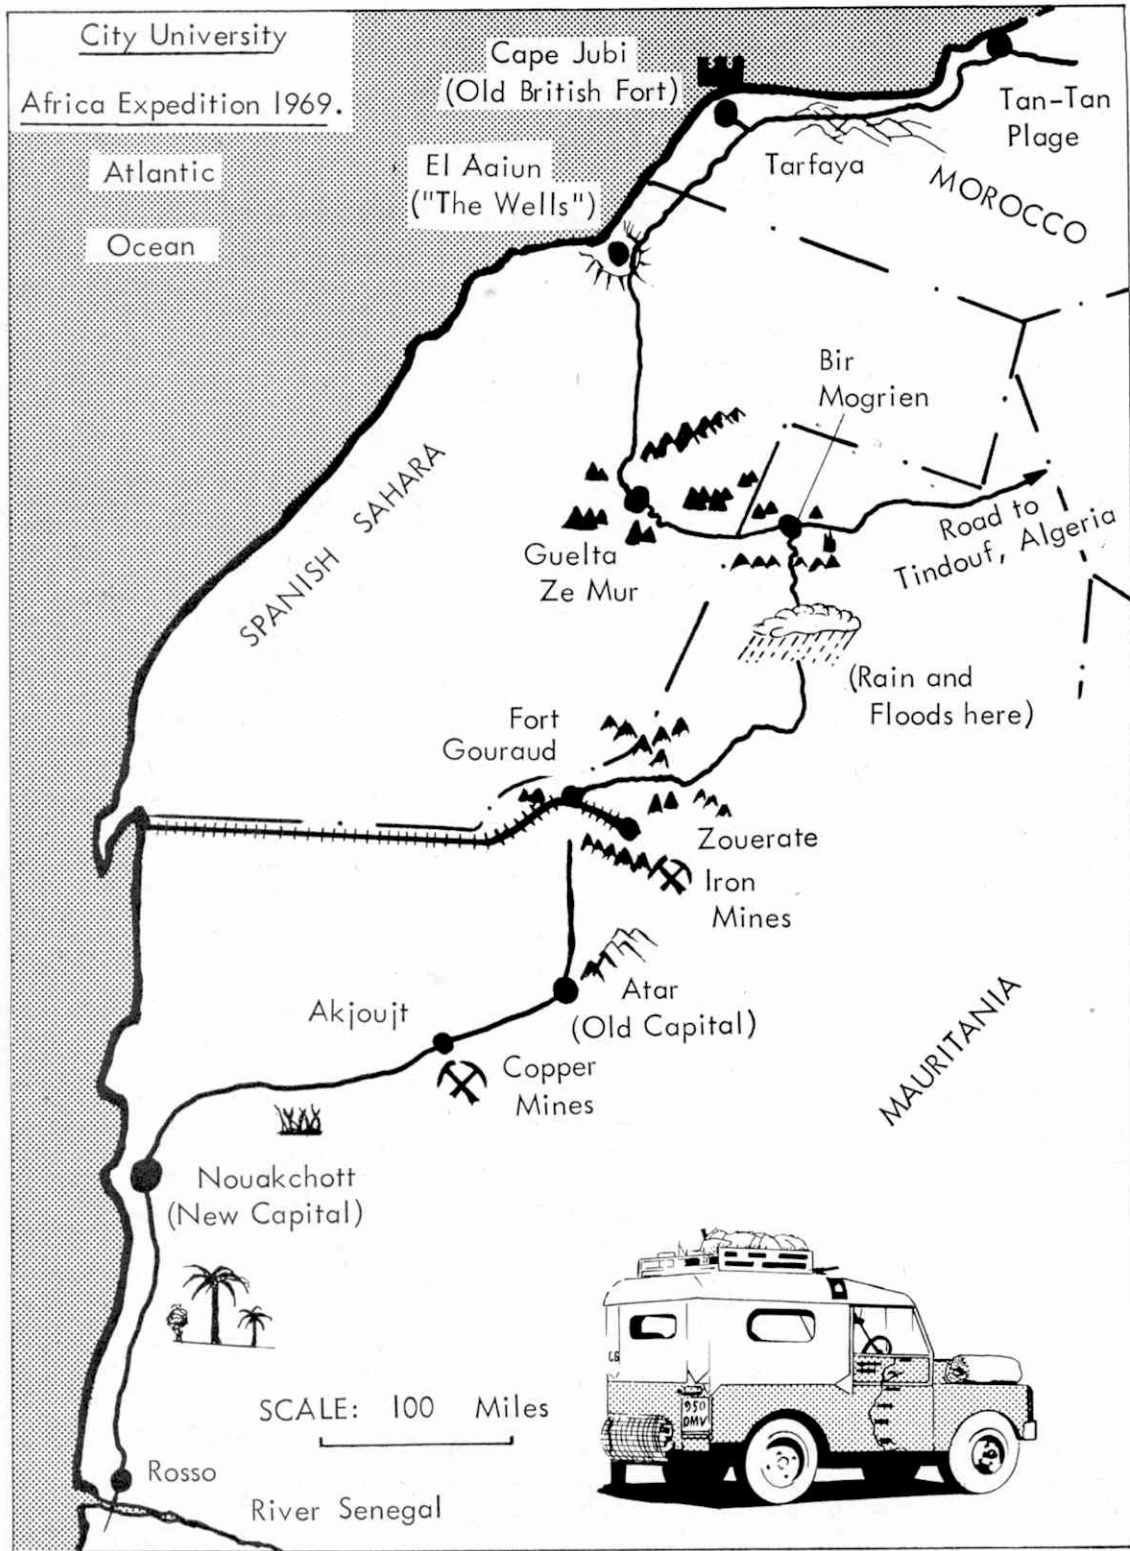 City University
Africa Expedition 1969.
Atlantic
Ocean
Cape Jubi
(Old British Fort)
Tan-Tan
Plage
Tarfaya
El Aaiun
("The Wells")
MOROCCO
Bir
Mogrien
SPANISH SAHARA
Guelta
Ze Mur
Road to
Tindouf, Algeria
(Rain and
Floods here)
Fort
Gouraud
Zouerate
Iron
Mines
Atar
(Old Capital)
Akjoujt
Copper
Mines
MAURITANIA
Nouakchott
(New Capital)
SCALE: 100 Miles
950
DMV
Rosso
River Senegal